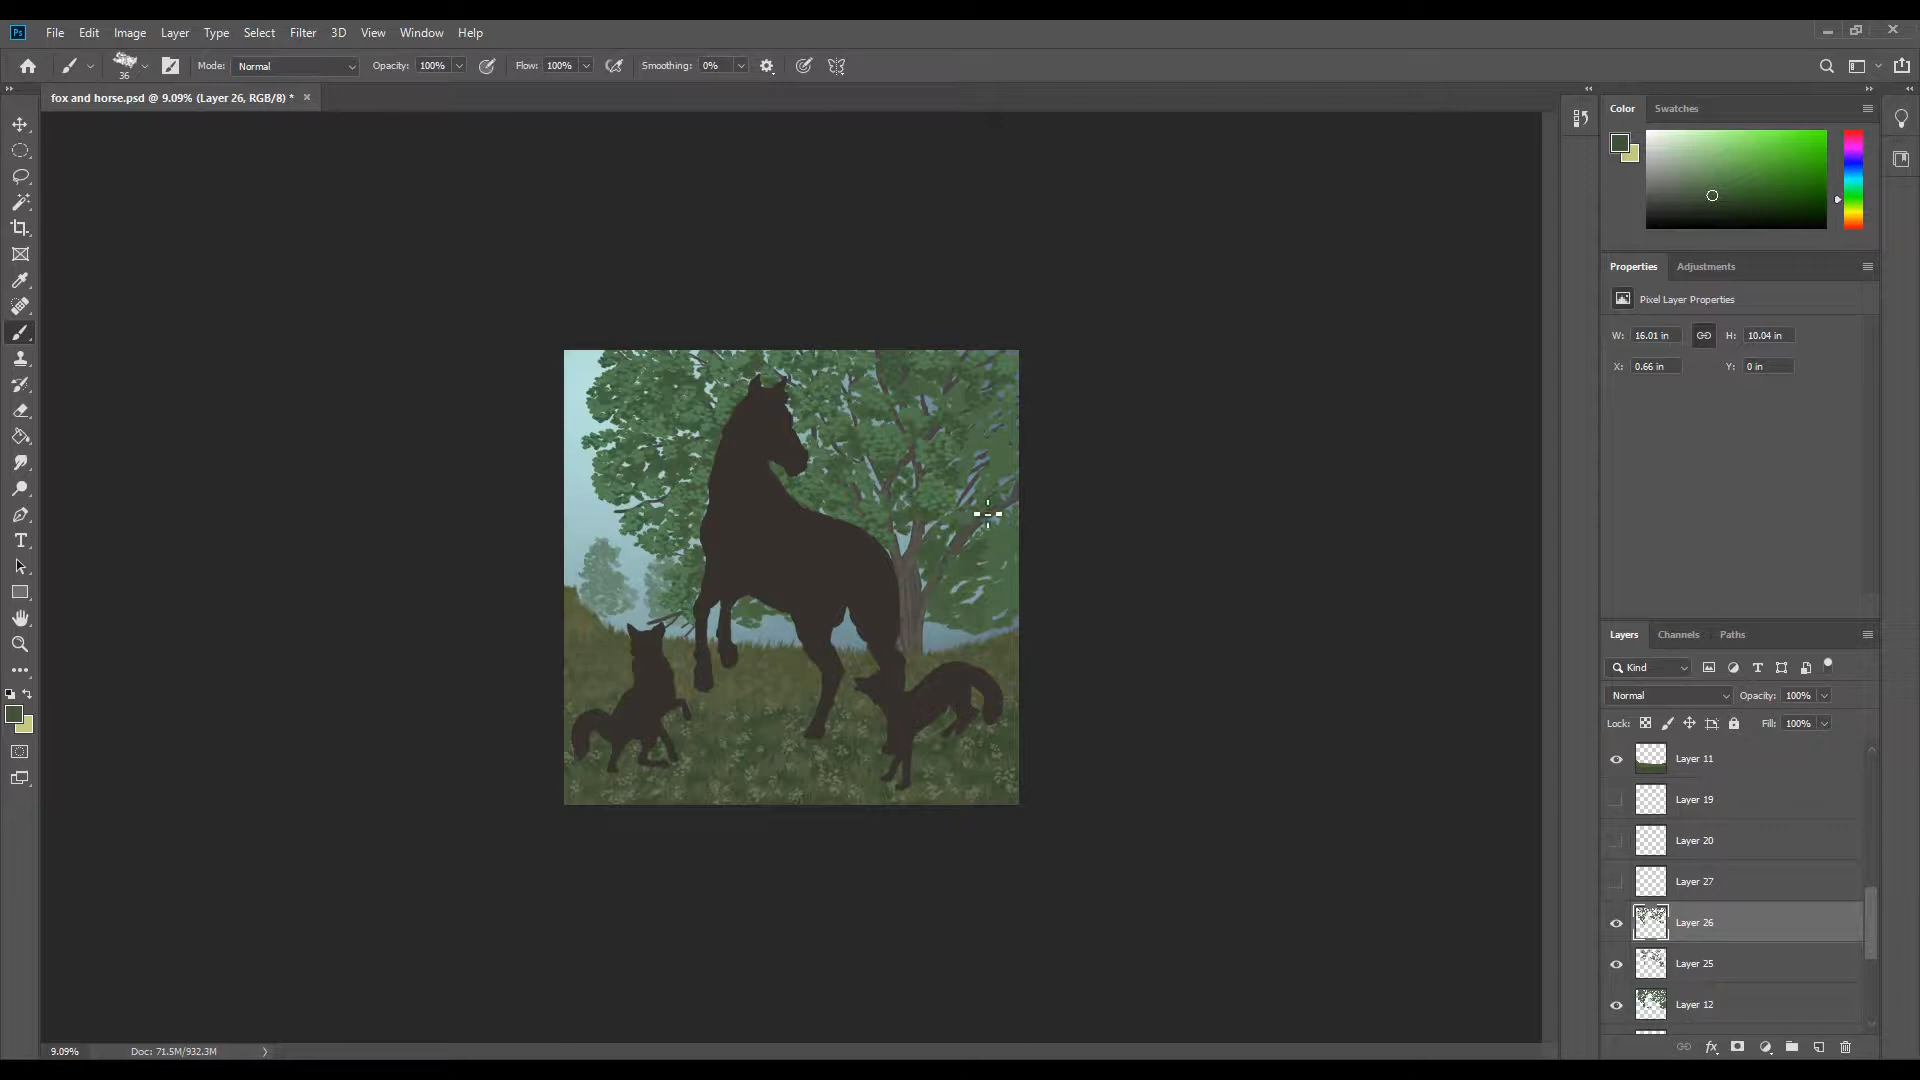 Ps File Edit Image Layer Type Select Filter 3D View Window Help
36 Mode: Normal Opacity: 100% Flow: 100% Smoothing: 0%
fox and horse.psd @ 9.09% (Layer 26, RGB/8) * ×
Color Swatches
Properties Adjustments
Pixel Layer Properties
W: 16.01 in H: 10.04 in
X: 0.66 in Y: 0 in
Layers Channels Paths
Kind
Normal Opacity: 100%
Lock: Fill: 100%
Layer 11
Layer 19
Layer 20
Layer 27
Layer 26
Layer 25
Layer 12
9.09% Doc: 71.5M/932.3M